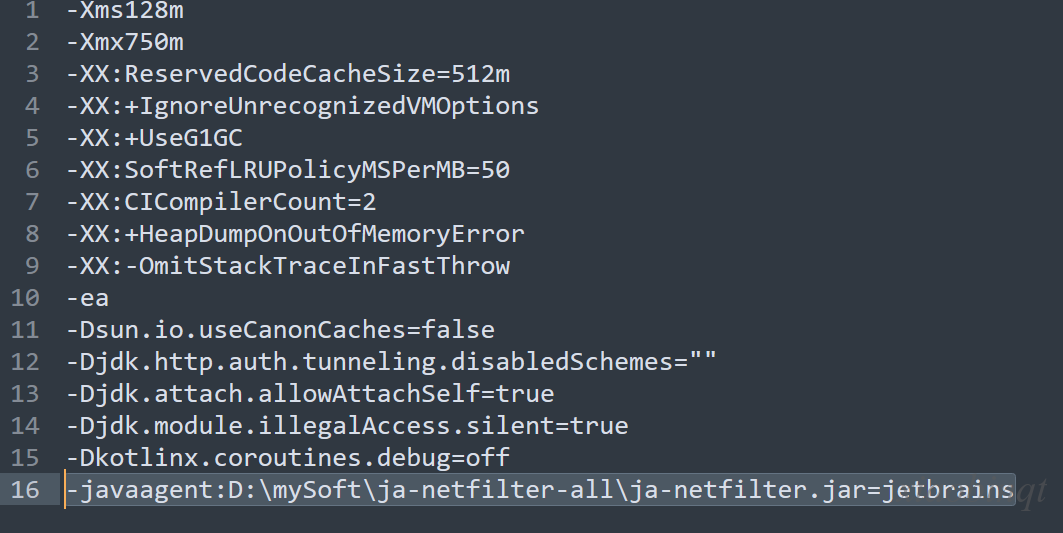 1 -Xms128m
2 -Xmx750m
3 -XX:ReservedCodeCacheSize=512m
4 -XX:+IgnoreUnrecognizedVMOptions
5 -XX:+UseG1GC
6 -XX:SoftRefLRUPolicyMSPerMB=50
7 -XX:CICompilerCount=2
8 -XX:+HeapDumpOnOutOfMemoryError
9 -XX:-OmitStackTraceInFastThrow
10 -ea
11 -Dsun.io.useCanonCaches=false
12 -Djdk.http.auth.tunneling.disabledSchemes=""
13 -Djdk.attach.allowAttachSelf=true
14 -Djdk.module.illegalAccess.silent=true
15 -Dkotlinx.coroutines.debug=off
16 -javaagent:D:\mySoft\ja-netfilter-all\ja-netfilter.jar=jetbrains